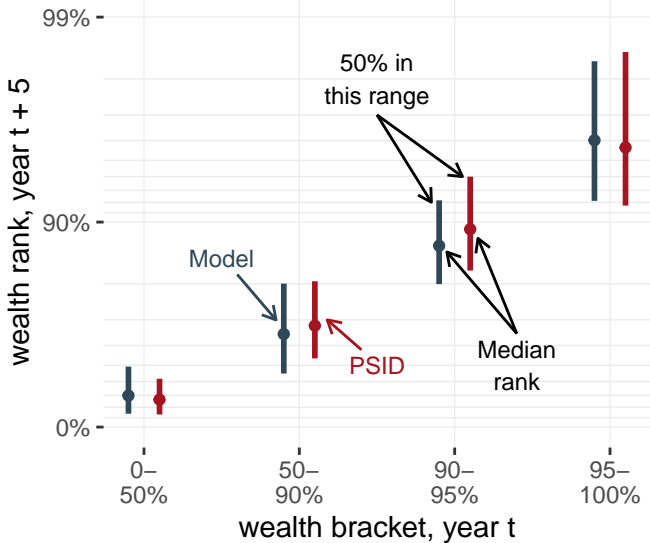 99%
90%
0%
wealth rank, year t + 5
50% in
this range
Model
PSID
Median
rank
0–
50%
50–
90%
90–
95%
95–
100%
wealth bracket, year t